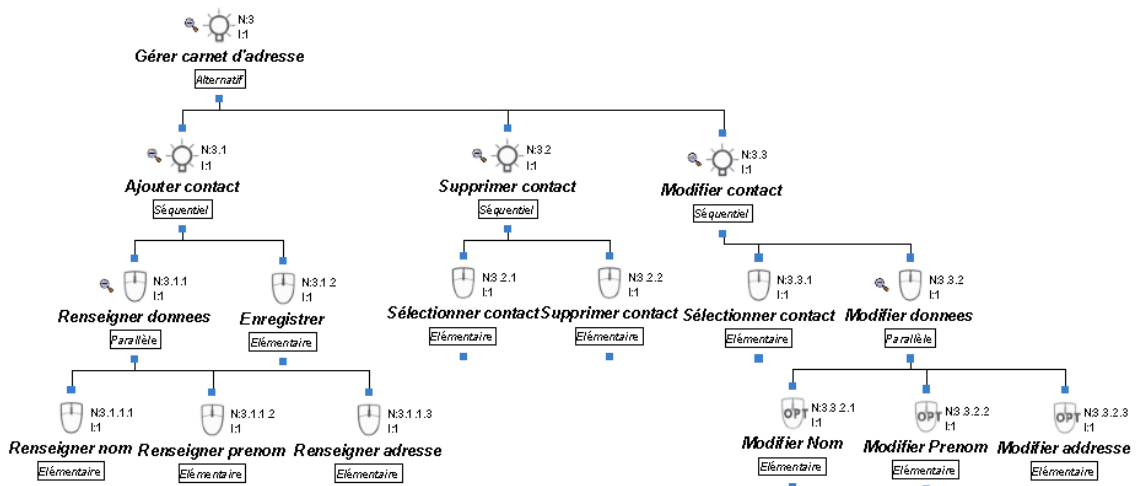 N:3
I:1
Gérer carnet d'adresse
Alternatif
N:3.1
I:1
Ajouter contact
Séquentiel
N:3.2
I:1
Supprimer contact
Séquentiel
N:3.3
I:1
Modifier contact
Séquentiel
N:3.1.1
I:1
Renseigner donnees
Parallèle
N:3.1.2
I:1
Enregistrer
Elémentaire
N:3.2.1
I:1
Sélectionner contact
Elémentaire
N:3.2.2
I:1
Supprimer contact
Elémentaire
N:3.3.1
I:1
Sélectionner contact
Elémentaire
N:3.3.2
I:1
Modifier donnees
Parallèle
N:3.1.1.1
I:1
Renseigner nom
Elémentaire
N:3.1.1.2
I:1
Renseigner prenom
Elémentaire
N:3.1.1.3
I:1
Renseigner adresse
Elémentaire
OPT
N:3.3.2.1
I:1
Modifier Nom
Elémentaire
OPT
N:3.3.2.2
I:1
Modifier Prenom
Elémentaire
OPT
N:3.3.2.3
I:1
Modifier addresse
Elémentaire